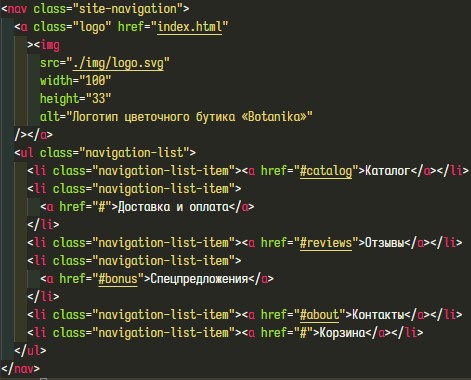 <nav class="site-navigation">
<a class="logo" href="index.html"
><img
src="./img/logo.svg"
width="100"
height="33"
alt="Логотип цветочного бутика «Botanika»"
/></a>
<ul class="navigation-list">
<li class="navigation-list-item"><a href="#catalog">Каталог</a></li>
<li class="navigation-list-item">
<a href="#">Доставка и оплата</a>
</li>
<li class="navigation-list-item"><a href="#reviews">Отзывы</a></li>
<li class="navigation-list-item">
<a href="#bonus">Спецпредложения</a>
</li>
<li class="navigation-list-item"><a href="#about">Контакты</a></li>
<li class="navigation-list-item"><a href="#">Корзина</a></li>
</ul>
</nav>